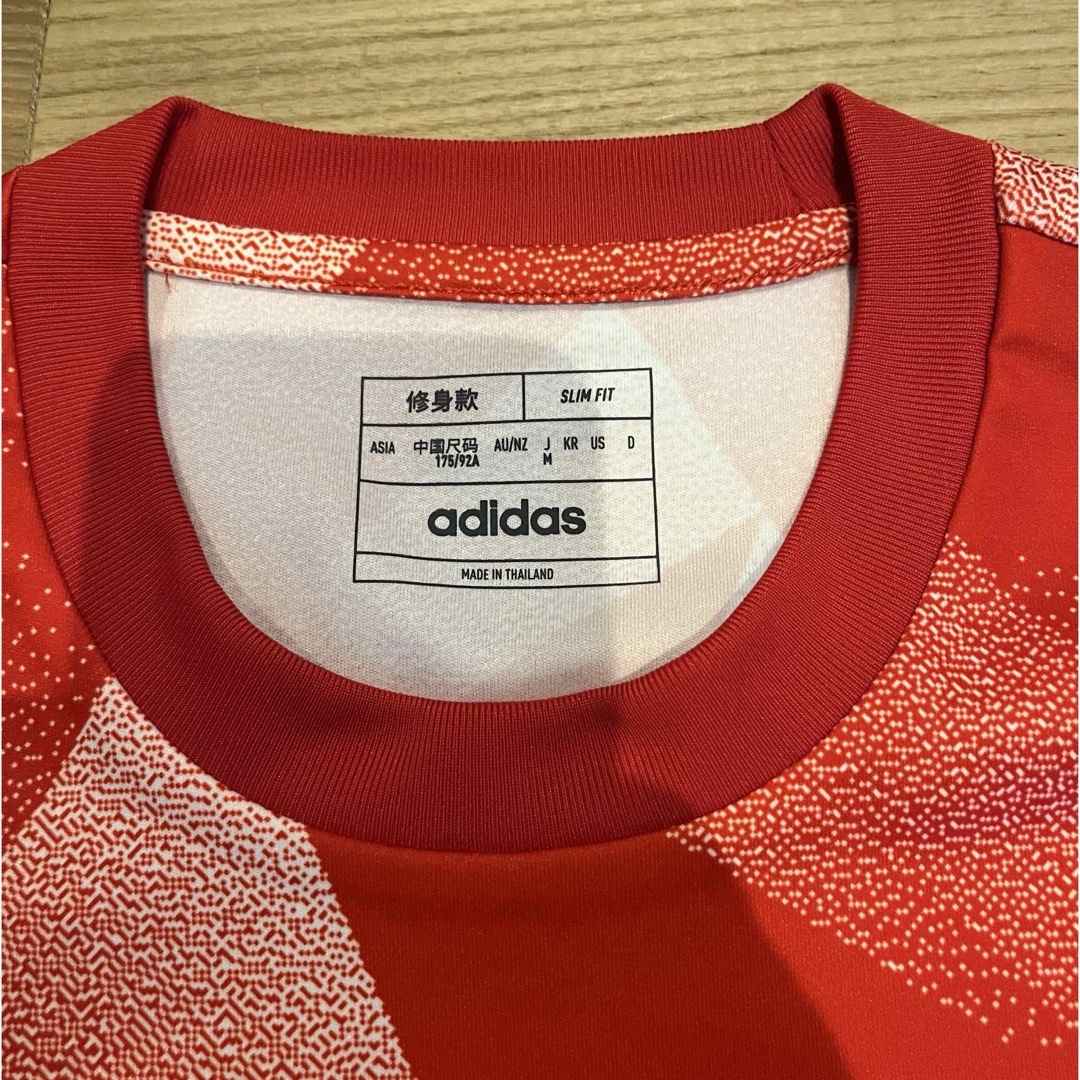 修身款 SLIM FIT
ASIA 中国尺码 AU/NZ J KR US D
175/92A M
adidas
MADE IN THAILAND